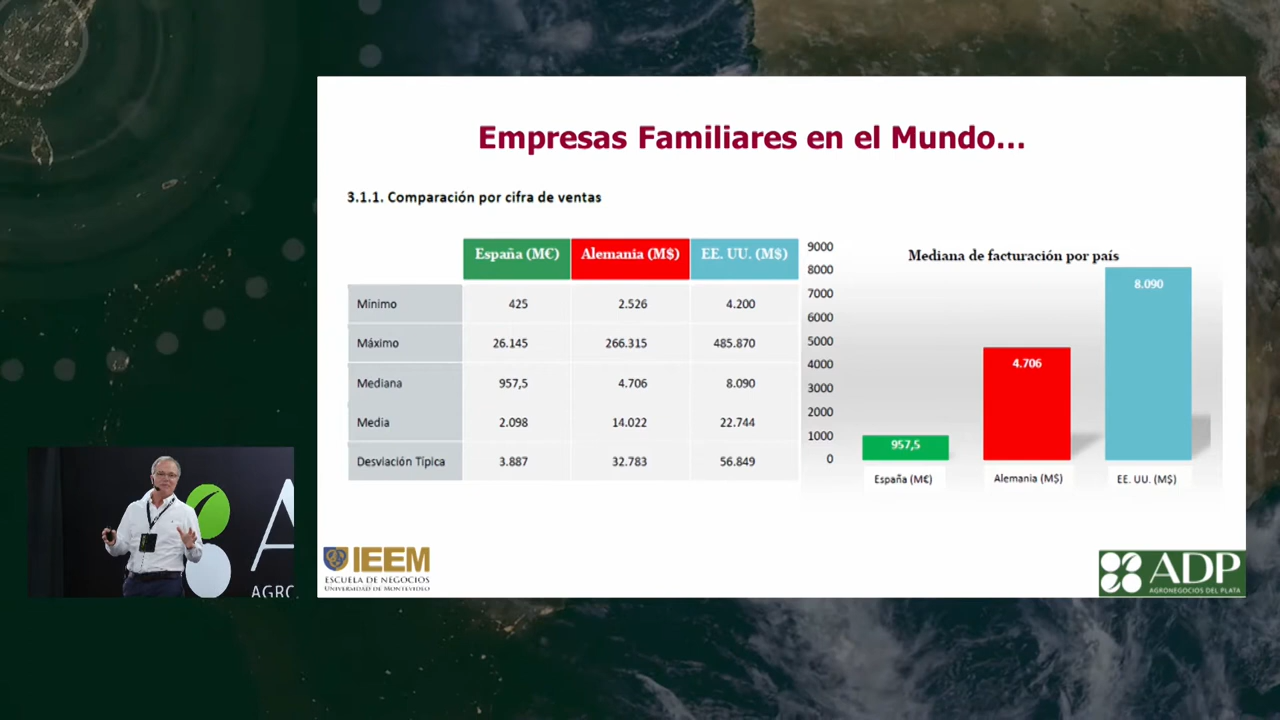 Empresas Familiares en el Mundo...
3.1.1. Comparación por cifra de ventas
España (M€) Alemania (M$) EE. UU. (M$)
Mínimo 425 2.526 4.200
Máximo 26.145 266.315 485.870
Mediana 957,5 4.706 8.090
Media 2.098 14.022 22.744
Desviación Típica 3.887 32.783 56.849
Mediana de facturación por país
9000
8000
7000
6000
5000
4000
3000
2000
1000
0
957,5
4.706
8.090
España (M€) Alemania (M$) EE. UU. (M$)
A
AGRO
IEEM
ESCUELA DE NEGOCIOS
UNIVERSIDAD DE MONTEVIDEO
ADP
AGRONEGOCIOS DEL PLATA